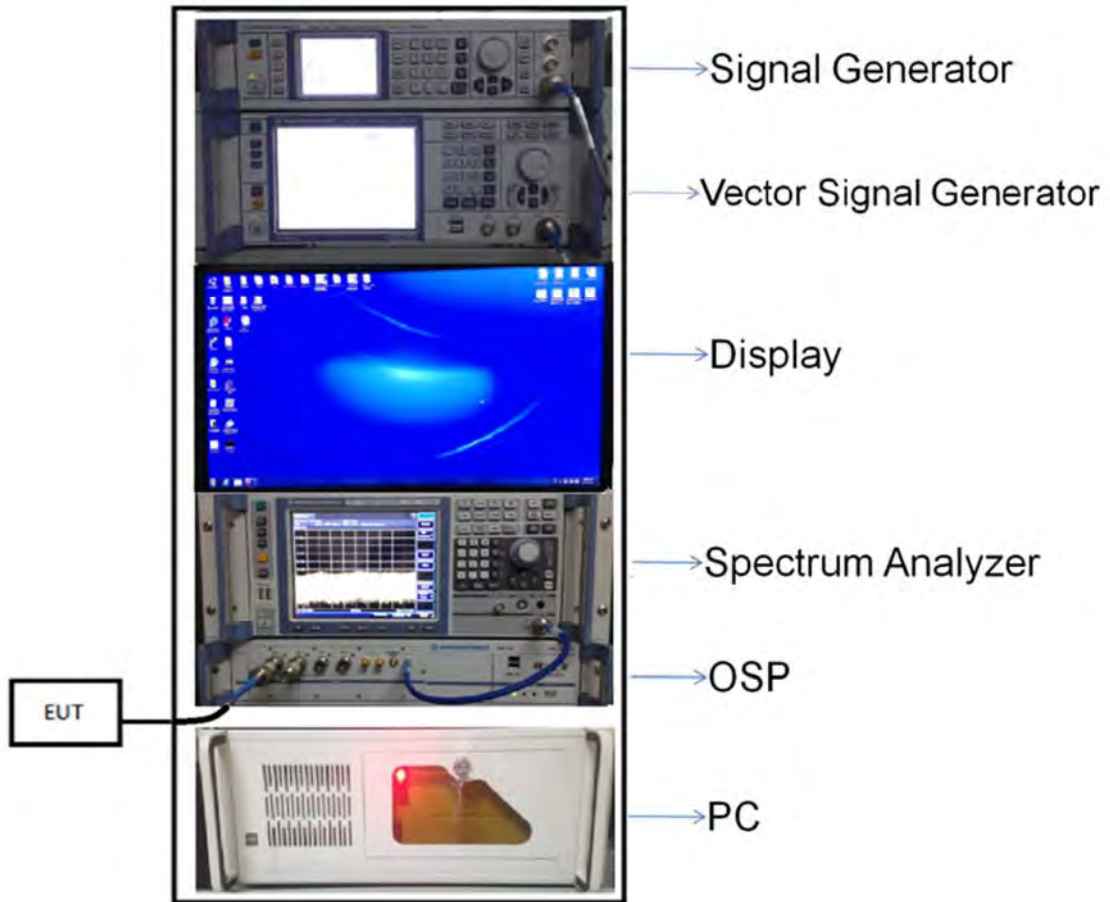 Signal Generator
Vector Signal Generator
Display
Spectrum Analyzer
OSP
EUT
PC